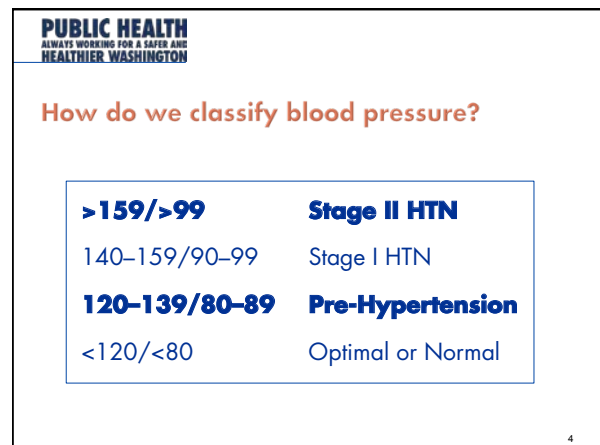 PUBLIC HEALTH
ALWAYS WORKING FOR A SAFER AND
HEALTHIER WASHINGTON
How do we classify blood pressure?
>159/>99 Stage II HTN
140–159/90–99 Stage I HTN
120–139/80–89 Pre-Hypertension
<120/<80 Optimal or Normal
4